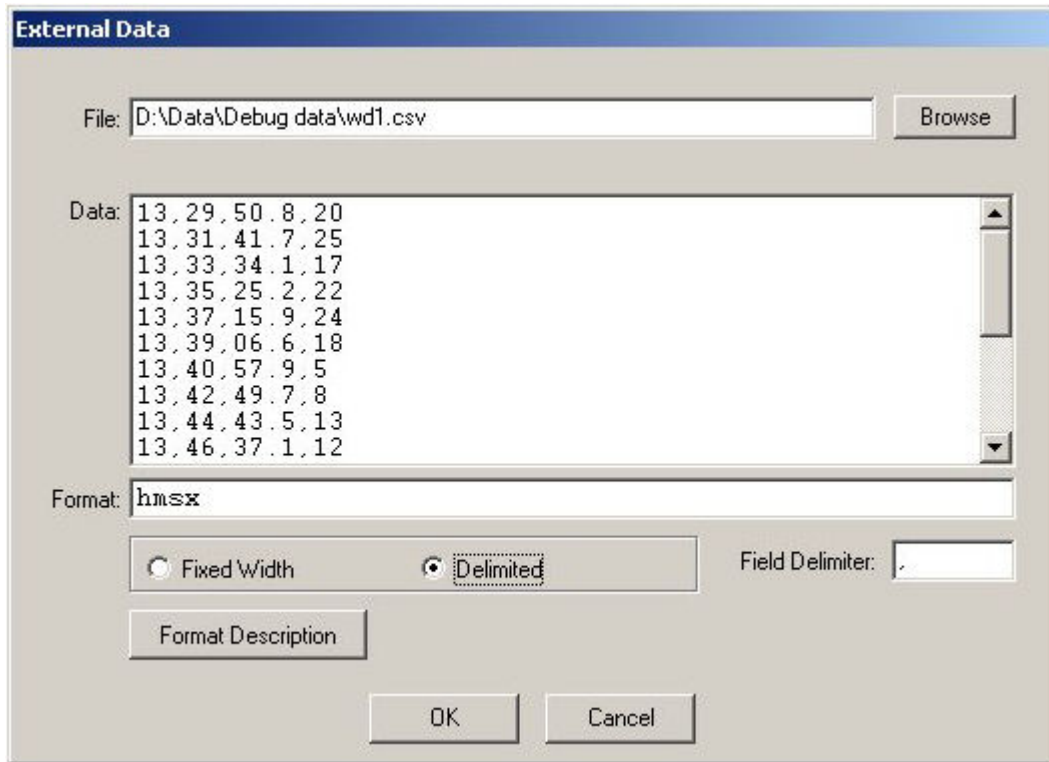 External Data
File: D:\Data\Debug data\wd1.csv Browse
Data: 13,29,50.8,20
13,31,41.7,25
13,33,34.1,17
13,35,25.2,22
13,37,15.9,24
13,39,06.6,18
13,40,57.9,5
13,42,49.7,8
13,44,43.5,13
13,46,37.1,12
Format: hmsx
Fixed Width Delimited Field Delimiter: ,
Format Description
OK Cancel